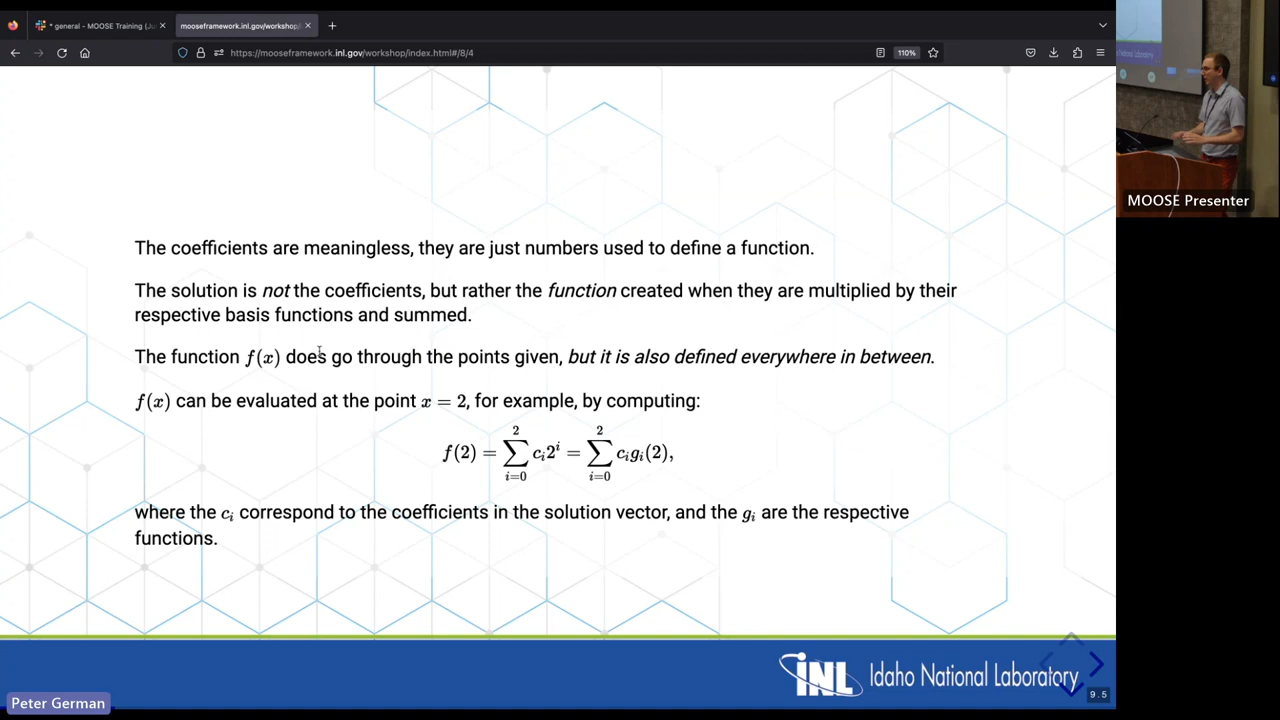 * general - MOOSE Training (Ju
mooseframework.inl.gov/workshop/
https://mooseframework.inl.gov/workshop/index.html#/8/4
110%
The coefficients are meaningless, they are just numbers used to define a function.
The solution is not the coefficients, but rather the function created when they are multiplied by their
respective basis functions and summed.
The function f(x) does go through the points given, but it is also defined everywhere in between.
f(x) can be evaluated at the point x = 2, for example, by computing:
f(2) = ∑_{i=0}^{2} c_i 2^i = ∑_{i=0}^{2} c_i g_i(2),
where the c_i correspond to the coefficients in the solution vector, and the g_i are the respective
functions.
INL Idaho National Laboratory
9.5
Peter German
MOOSE Presenter